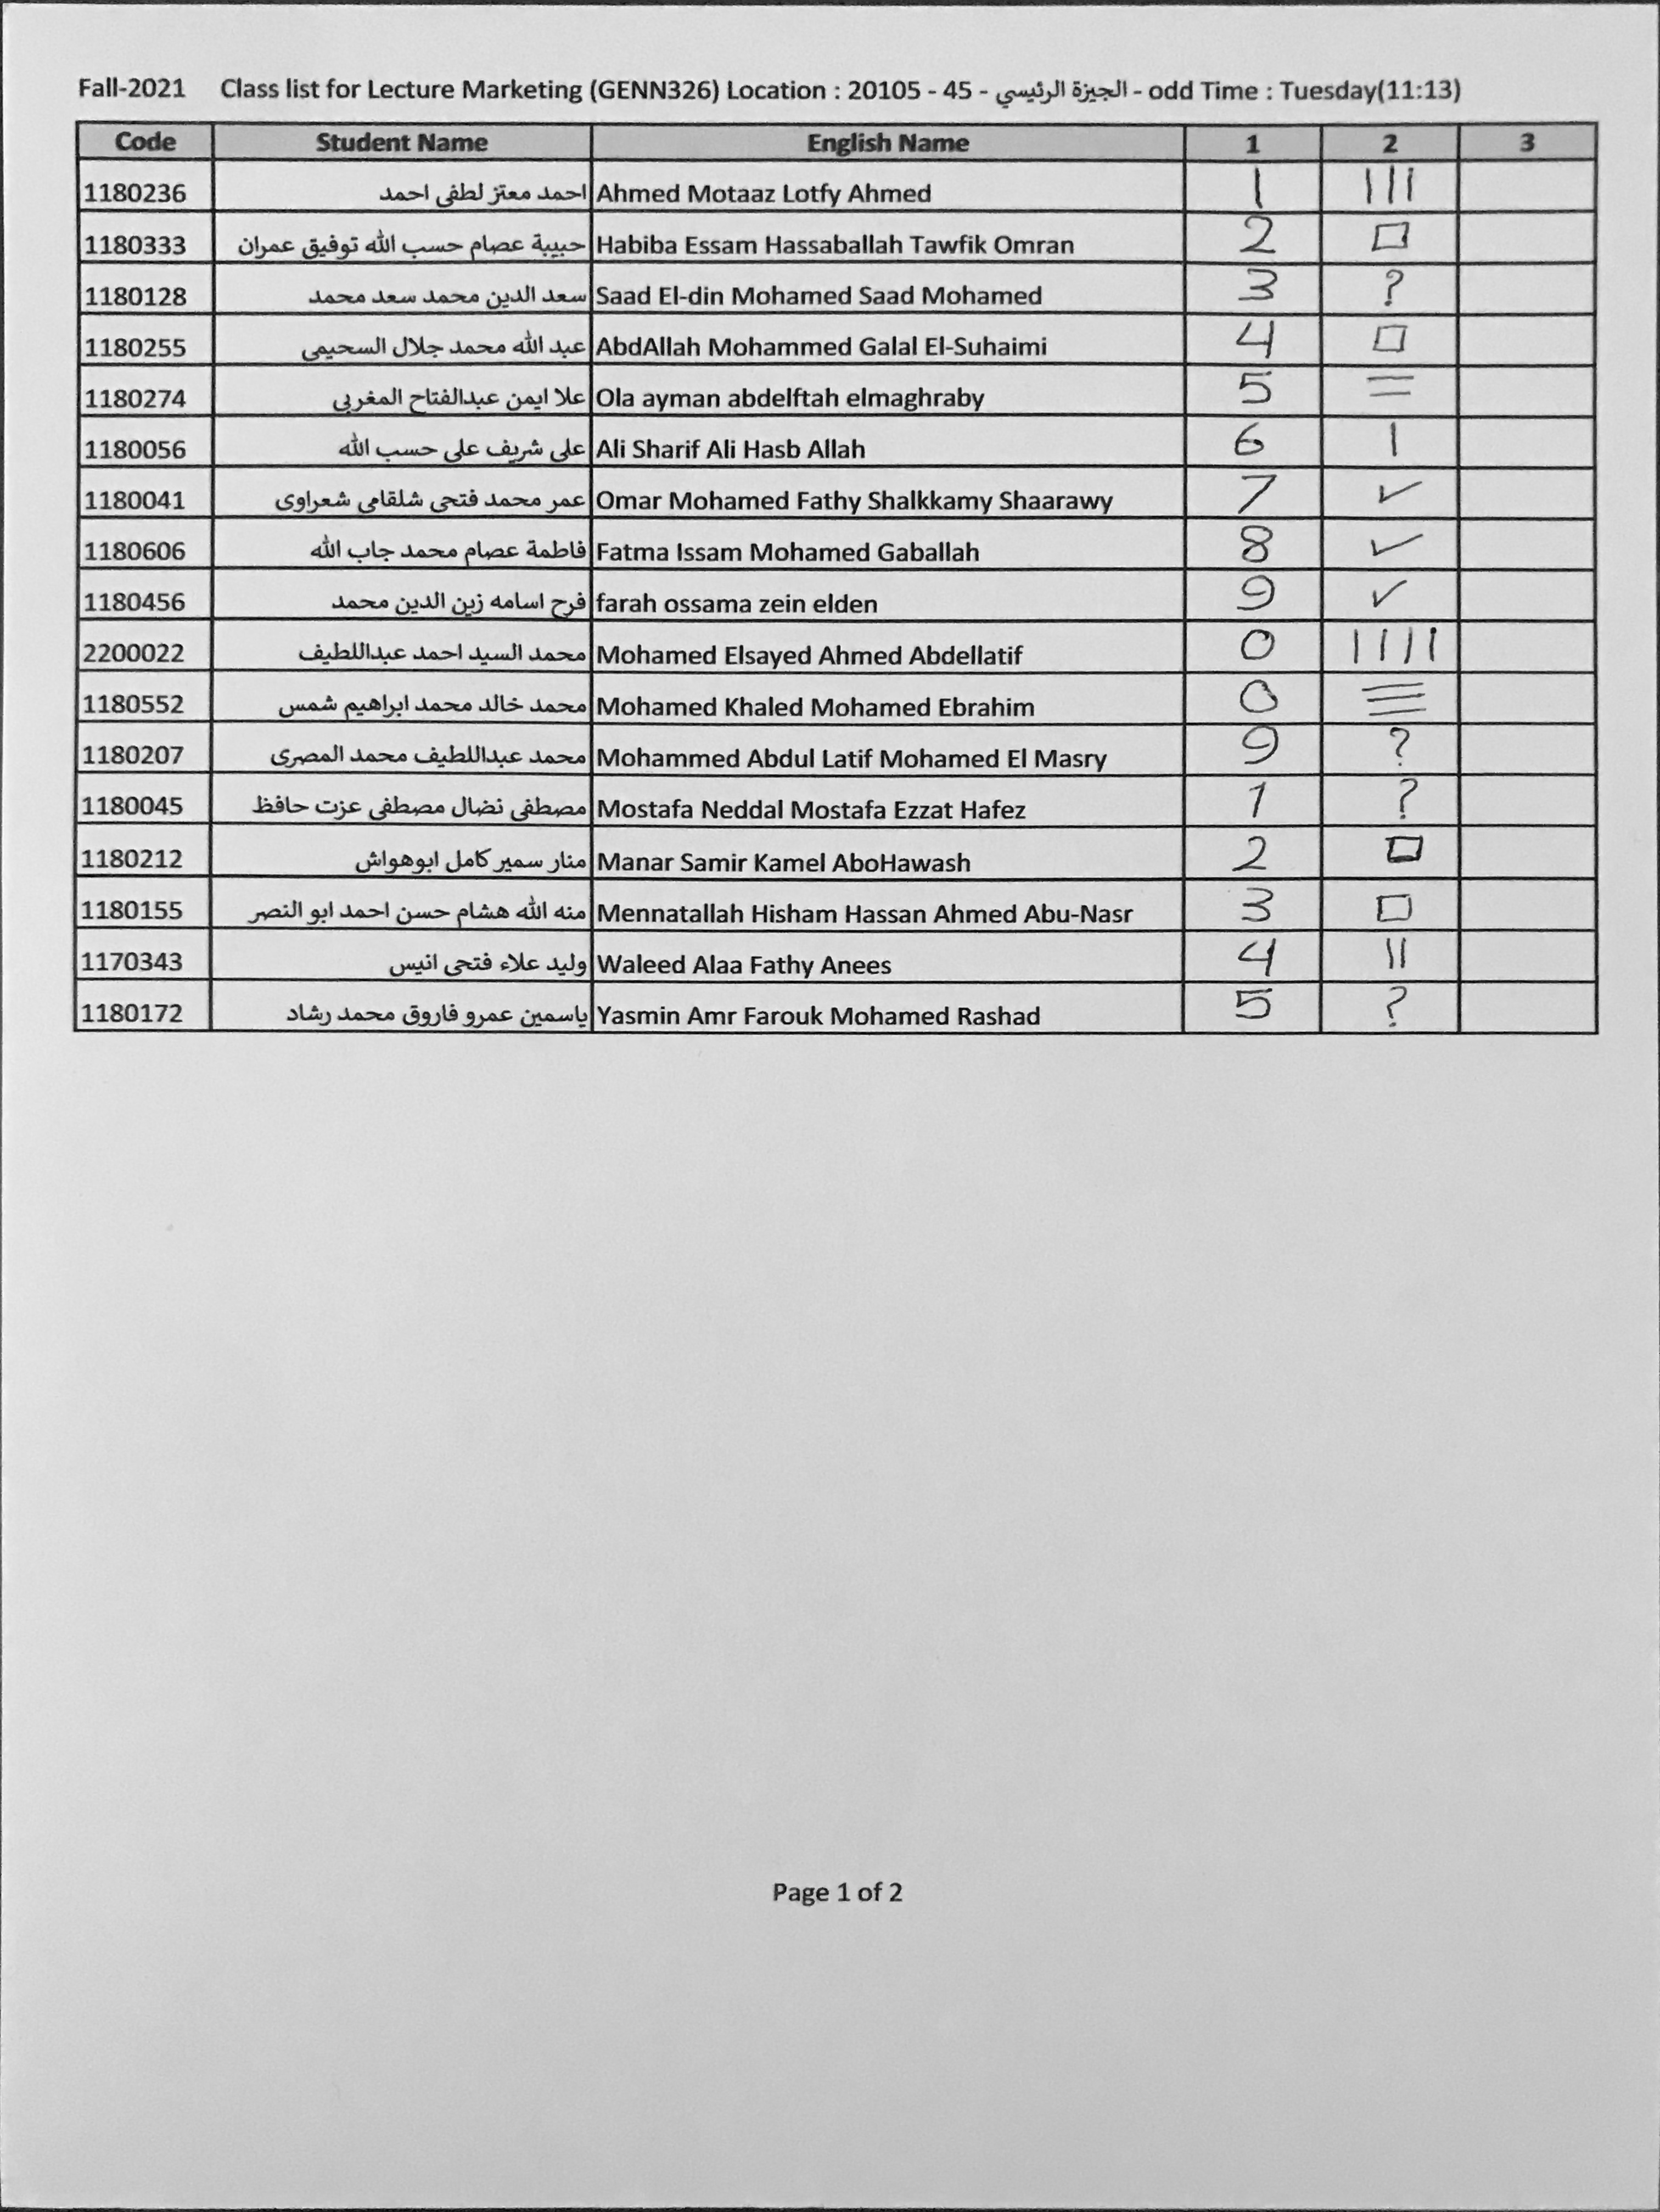 Fall-2021 Class list for Lecture Marketing (GENN326) Location : 20105 - 45 - الجيزة الرئيسي - odd Time : Tuesday(11:13)
Code Student Name English Name 1 2 3
1180236 احمد معتز لطفى احمد Ahmed Motaaz Lotfy Ahmed 1 |||
1180333 حبيبة عصام حسب الله توفيق عمران Habiba Essam Hassaballah Tawfik Omran 2 □
1180128 سعد الدين محمد سعد محمد Saad El-din Mohamed Saad Mohamed 3 ?
1180255 عبد الله محمد جلال السحيمى AbdAllah Mohammed Galal El-Suhaimi 4 □
1180274 علا ايمن عبدالفتاح المغربى Ola ayman abdelftah elmaghraby 5 =
1180056 على شريف على حسب الله Ali Sharif Ali Hasb Allah 6 |
1180041 عمر محمد فتحى شلقامى شعراوى Omar Mohamed Fathy Shalkkamy Shaarawy 7 ✓
1180606 فاطمة عصام محمد جاب الله Fatma Issam Mohamed Gaballah 8 ✓
1180456 فرح اسامه زين الدين محمد farah ossama zein elden 9 ✓
2200022 محمد السيد احمد عبداللطيف Mohamed Elsayed Ahmed Abdellatif 0 ||||
1180552 محمد خالد محمد ابراهيم شمس Mohamed Khaled Mohamed Ebrahim 0 ≡
1180207 محمد عبداللطيف محمد المصرى Mohammed Abdul Latif Mohamed El Masry 9 ?
1180045 مصطفى نضال مصطفى عزت حافظ Mostafa Neddal Mostafa Ezzat Hafez 1 ?
1180212 منار سمير كامل ابوهواش Manar Samir Kamel AboHawash 2 □
1180155 منه الله هشام حسن احمد ابو النصر Mennatallah Hisham Hassan Ahmed Abu-Nasr 3 □
1170343 وليد علاء فتحى انيس Waleed Alaa Fathy Anees 4 ||
1180172 ياسمين عمرو فاروق محمد رشاد Yasmin Amr Farouk Mohamed Rashad 5 ?
Page 1 of 2